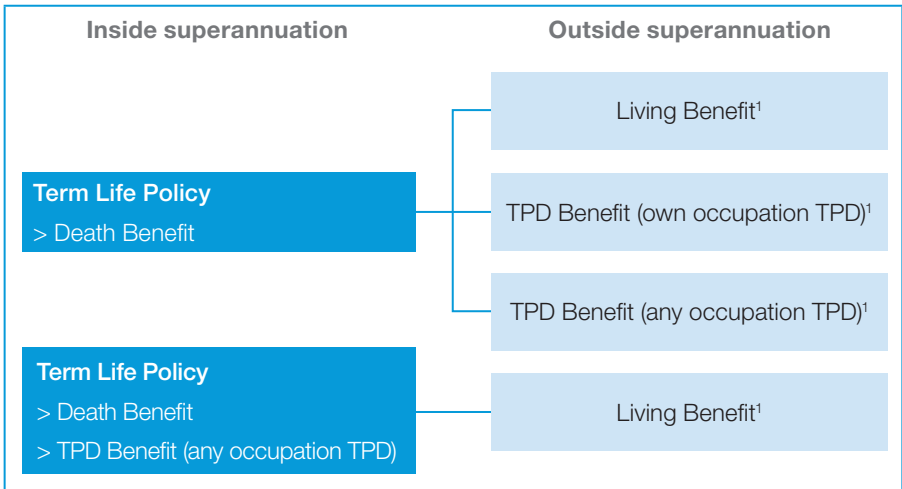 Inside superannuation
Outside superannuation
Living Benefit¹
Term Life Policy
> Death Benefit
TPD Benefit (own occupation TPD)¹
TPD Benefit (any occupation TPD)¹
Term Life Policy
> Death Benefit
> TPD Benefit (any occupation TPD)
Living Benefit¹